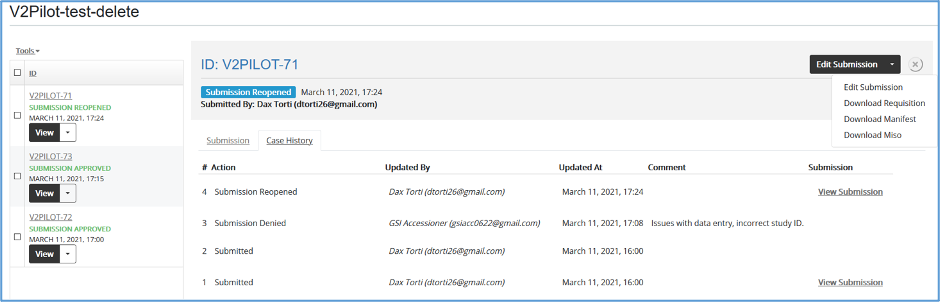 V2Pilot-test-delete
Tools
ID
V2PILOT-71
SUBMISSION REOPENED
MARCH 11, 2021, 17:24
View
V2PILOT-73
SUBMISSION APPROVED
MARCH 11, 2021, 17:15
View
V2PILOT-72
SUBMISSION APPROVED
MARCH 11, 2021, 17:00
View
ID: V2PILOT-71
Edit Submission
Submission Reopened March 11, 2021, 17:24
Submitted By: Dax Torti (dtorti26@gmail.com)
Edit Submission
Download Requisition
Download Manifest
Download Miso
Submission Case History
# Action Updated By Updated At Comment Submission
4 Submission Reopened Dax Torti (dtorti26@gmail.com) March 11, 2021, 17:24 View Submission
3 Submission Denied GSI Accessioner (gsiacc0622@gmail.com) March 11, 2021, 17:08 Issues with data entry, incorrect study ID.
2 Submitted Dax Torti (dtorti26@gmail.com) March 11, 2021, 16:00
1 Submitted Dax Torti (dtorti26@gmail.com) March 11, 2021, 16:00 View Submission